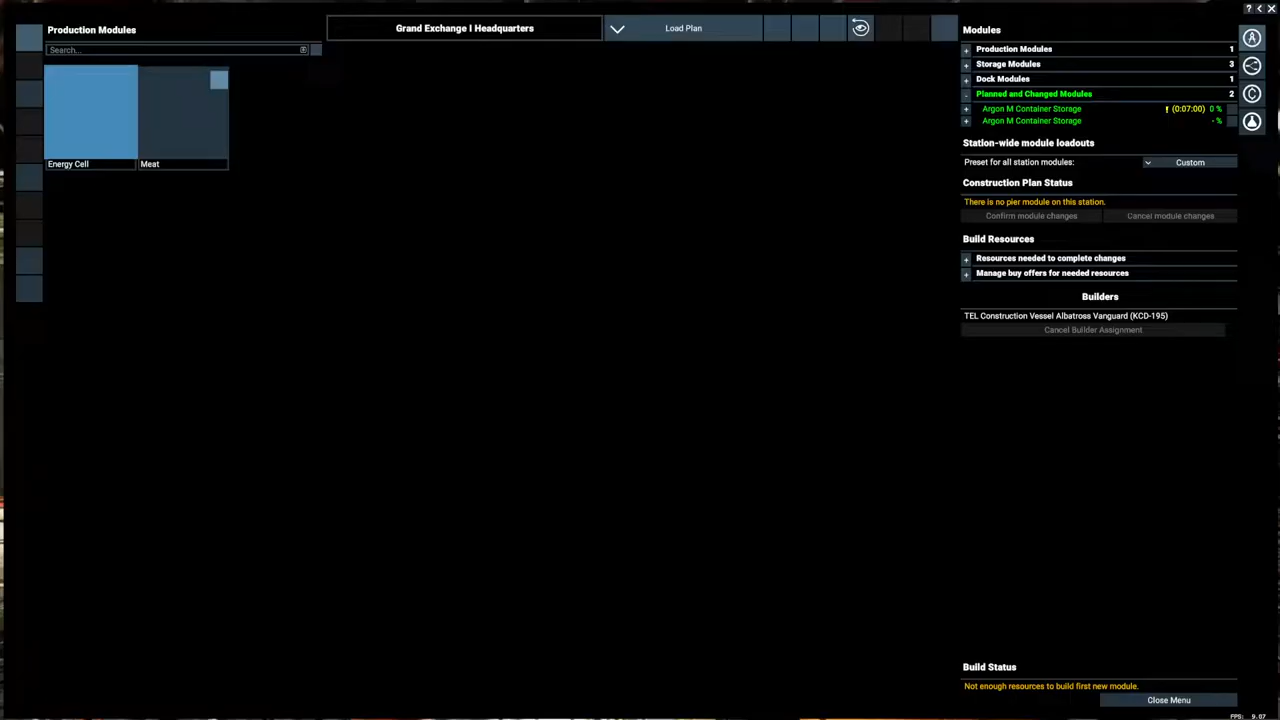 Production Modules
Search...
Energy Cell
Meat
Grand Exchange I Headquarters
Load Plan
Modules
+ Production Modules 1
+ Storage Modules 3
+ Dock Modules 1
- Planned and Changed Modules 2
+ Argon M Container Storage ! (0:07:00) 0 %
+ Argon M Container Storage - %
Station-wide module loadouts
Preset for all station modules: Custom
Construction Plan Status
There is no pier module on this station.
Confirm module changes Cancel module changes
Build Resources
+ Resources needed to complete changes
+ Manage buy offers for needed resources
Builders
TEL Construction Vessel Albatross Vanguard (KCD-195)
Cancel Builder Assignment
Build Status
Not enough resources to build first new module.
Close Menu
FPS: 9.07